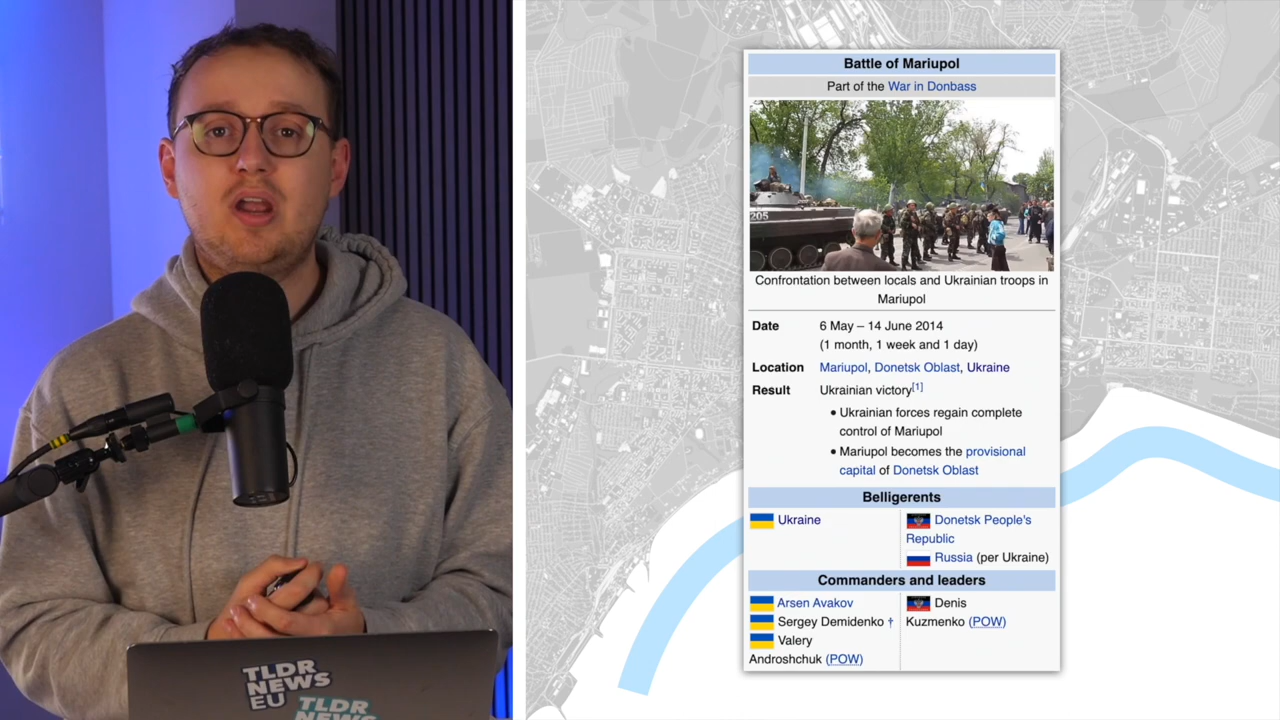 Battle of Mariupol
Part of the War in Donbass
205
Confrontation between locals and Ukrainian troops in
Mariupol
Date 6 May – 14 June 2014
(1 month, 1 week and 1 day)
Location Mariupol, Donetsk Oblast, Ukraine
Result Ukrainian victory[1]
• Ukrainian forces regain complete
control of Mariupol
• Mariupol becomes the provisional
capital of Donetsk Oblast
Belligerents
Ukraine
Donetsk People's
Republic
Russia (per Ukraine)
Commanders and leaders
Arsen Avakov
Sergey Demidenko †
Valery
Androshchuk (POW)
Denis
Kuzmenko (POW)
TLDR
NEWS
EU
TLDR
NEWS